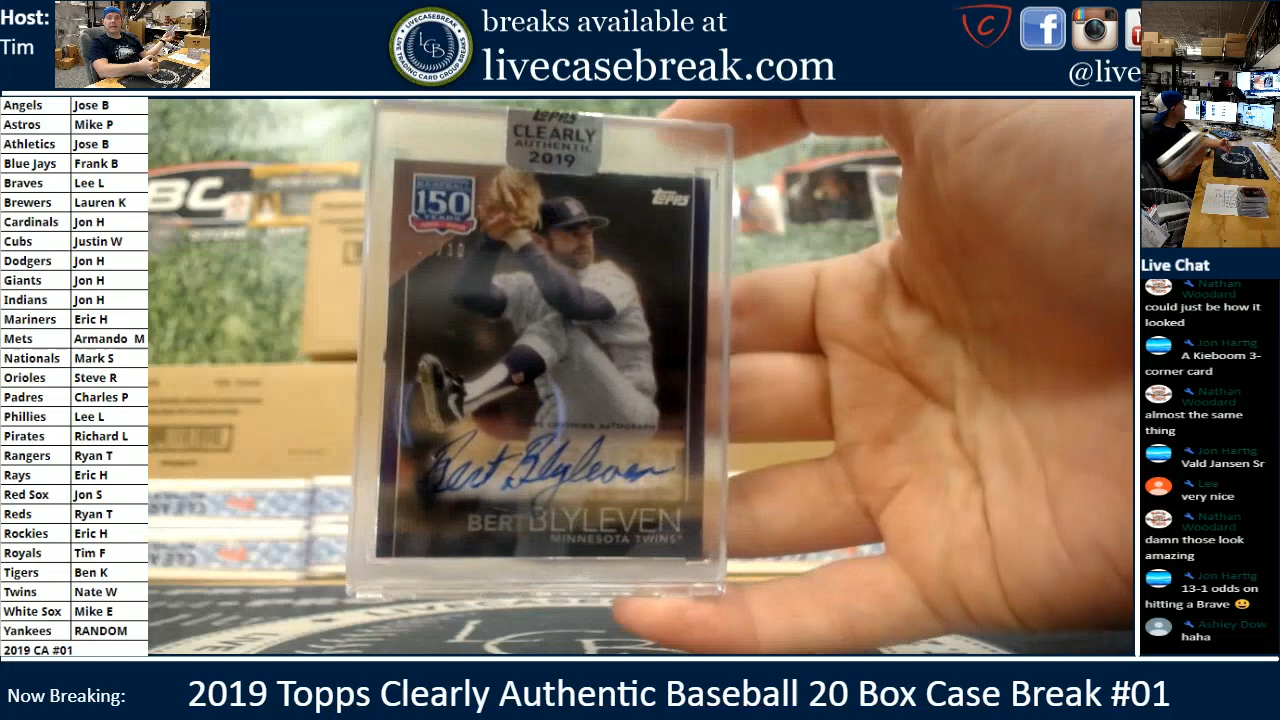 Host:
Tim
breaks available at
livecasebreak.com
@live
Angels Jose B
Astros Mike P
Athletics Jose B
Blue Jays Frank B
Braves Lee L
Brewers Lauren K
Cardinals Jon H
Cubs Justin W
Dodgers Jon H
Giants Jon H
Indians Jon H
Mariners Eric H
Mets Armando M
Nationals Mark S
Orioles Steve R
Padres Charles P
Phillies Lee L
Pirates Richard L
Rangers Ryan T
Rays Eric H
Red Sox Jon S
Reds Ryan T
Rockies Eric H
Royals Tim F
Tigers Ben K
Twins Nate W
White Sox Mike E
Yankees RANDOM
2019 CA #01
TOPPS
CLEARLY
AUTHENTIC
2019
BASEBALL
150
YEARS
Topps
Bert Blyleven
BERT BLYLEVEN
MINNESOTA TWINS
LCB
Live Chat
Nathan
Woodard
could just be how it
looked
Jon Hartig
A Kieboom 3-
corner card
Nathan
Woodard
almost the same
thing
Jon Hartig
Vald Jansen Sr
Lee
very nice
Nathan
Woodard
damn those look
amazing
Jon Hartig
13-1 odds on
hitting a Brave 😀
Ashley Dow
haha
Now Breaking:
2019 Topps Clearly Authentic Baseball 20 Box Case Break #01